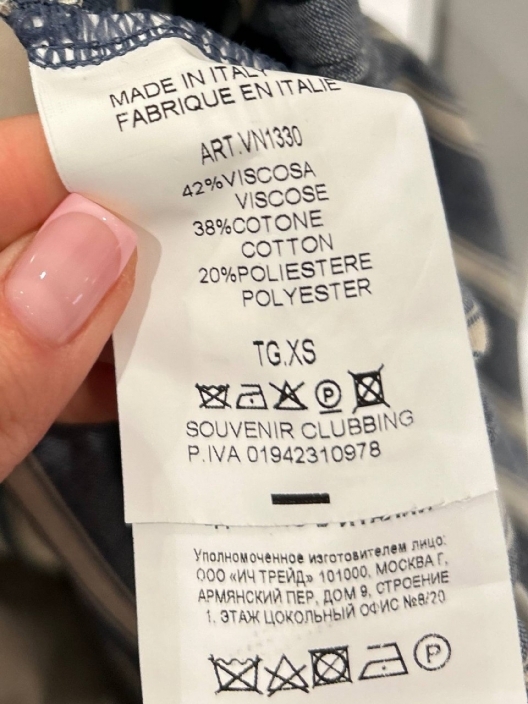 MADE IN ITALY
FABRIQUE EN ITALIE
ART.VN1330
42%VISCOSA
VISCOSE
38%COTONE
COTTON
20%POLIESTERE
POLYESTER
TG.XS
P
SOUVENIR CLUBBING
P.IVA 01942310978
Уполномоченное изготовителем лицо:
ООО «ИЧ ТРЕЙД» 101000, МОСКВА Г,
АРМЯНСКИЙ ПЕР, ДОМ 9, СТРОЕНИЕ
1, ЭТАЖ ЦОКОЛЬНЫЙ ОФИС №8/20
P